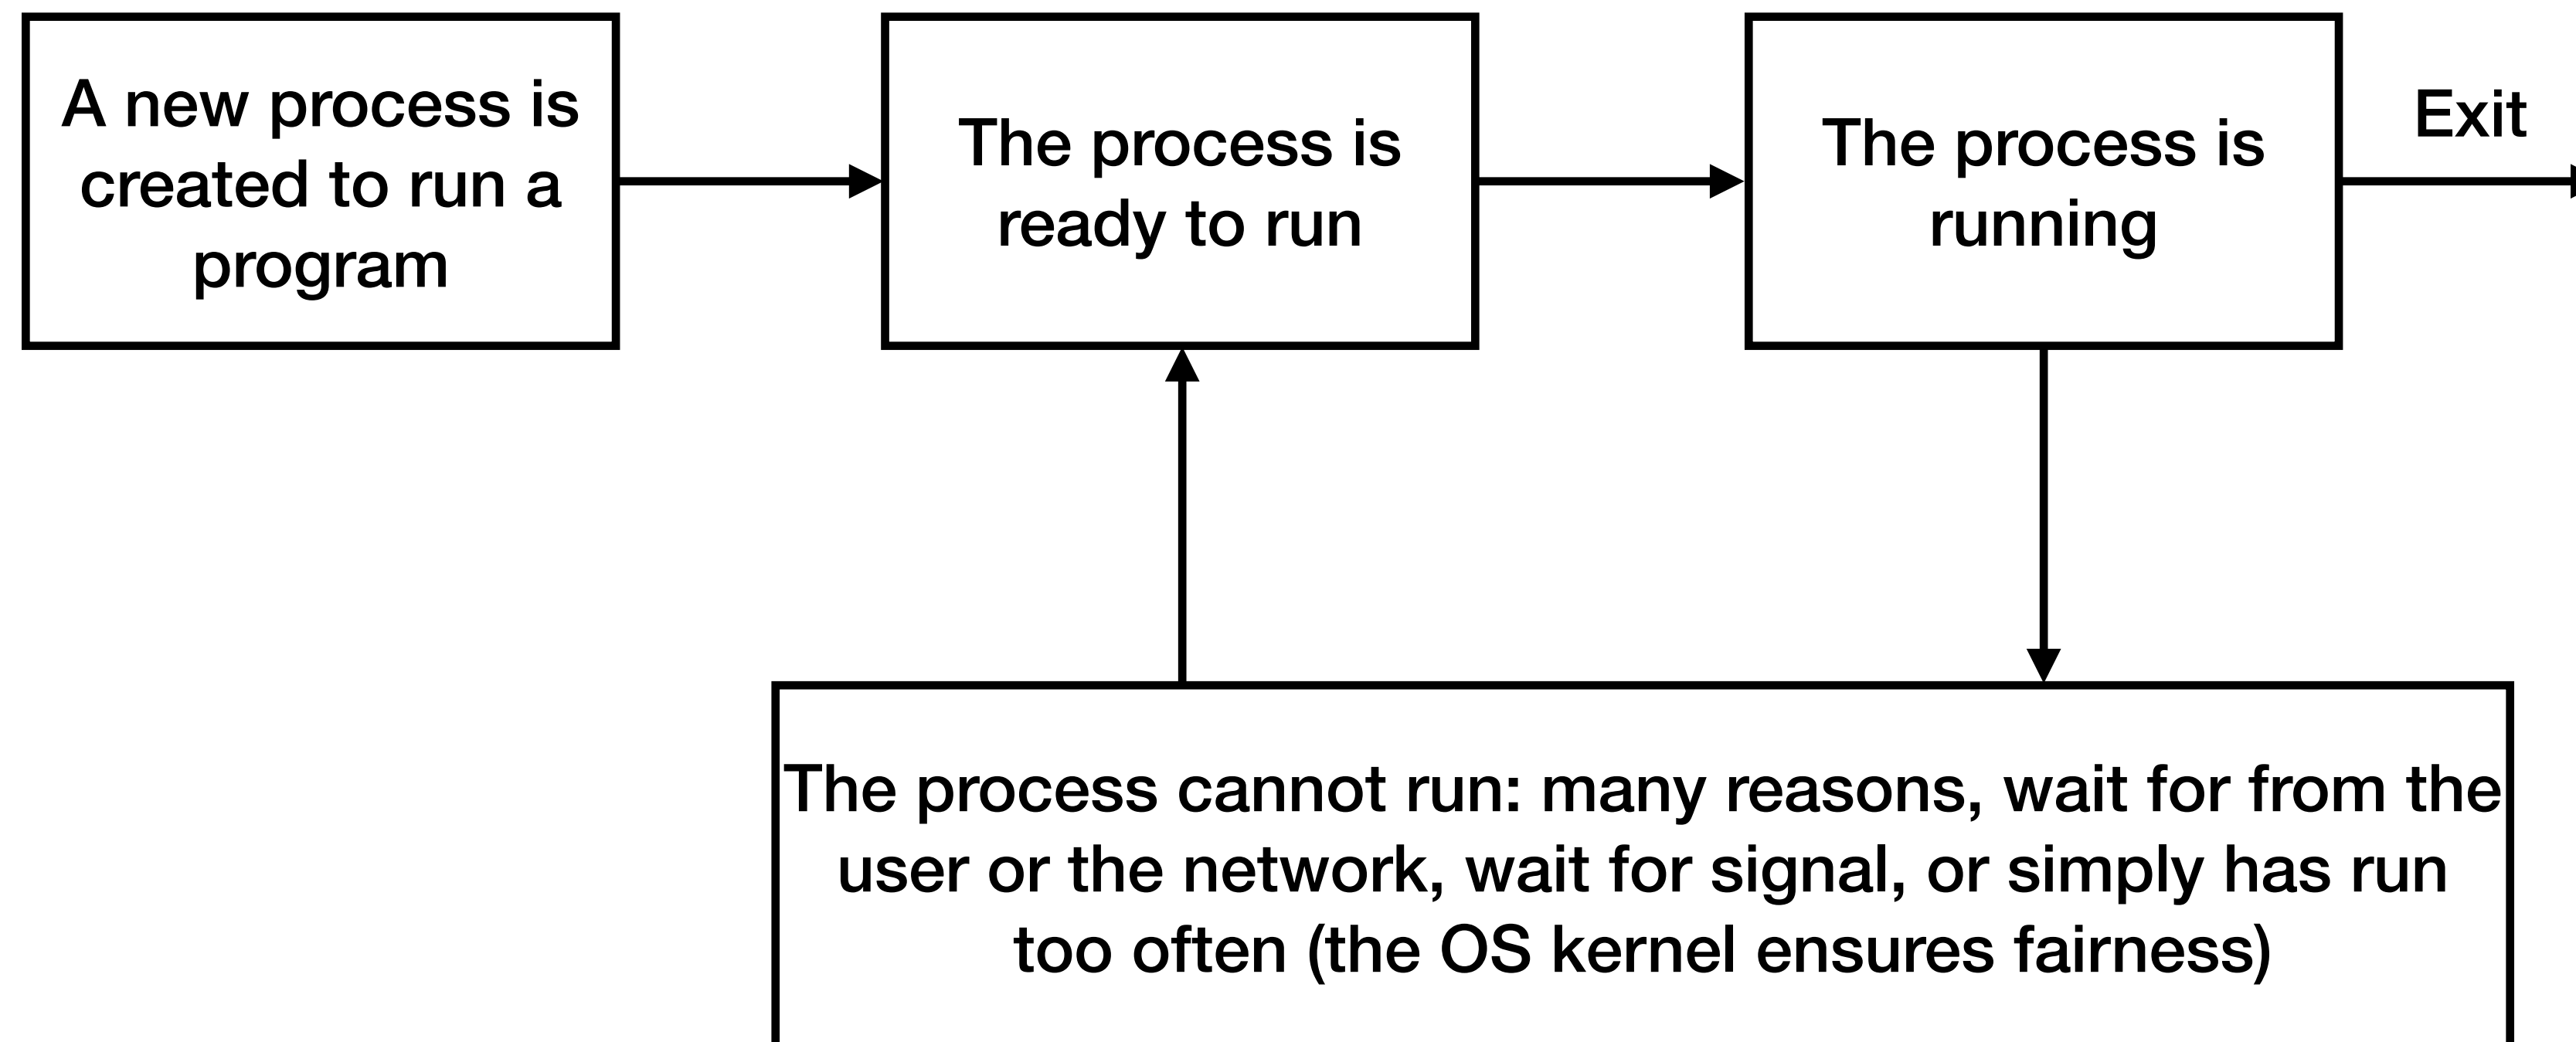 A new process is
created to run a
program
The process is
ready to run
The process is
running
Exit
The process cannot run: many reasons, wait for from the
user or the network, wait for signal, or simply has run
too often (the OS kernel ensures fairness)